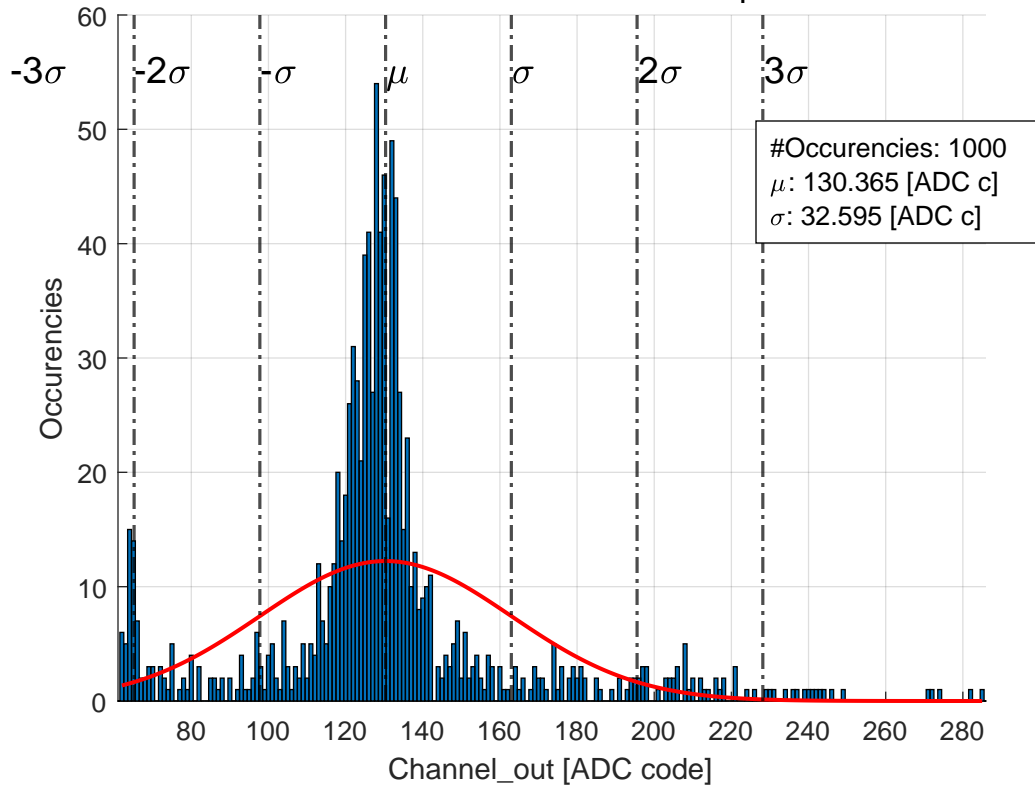 60
50
40
30
20
10
0
-3σ -2σ -σ μ σ 2σ 3σ
#Occurencies: 1000
μ: 130.365 [ADC c]
σ: 32.595 [ADC c]
Occurencies
80 100 120 140 160 180 200 220 240 260 280
Channel_out [ADC code]